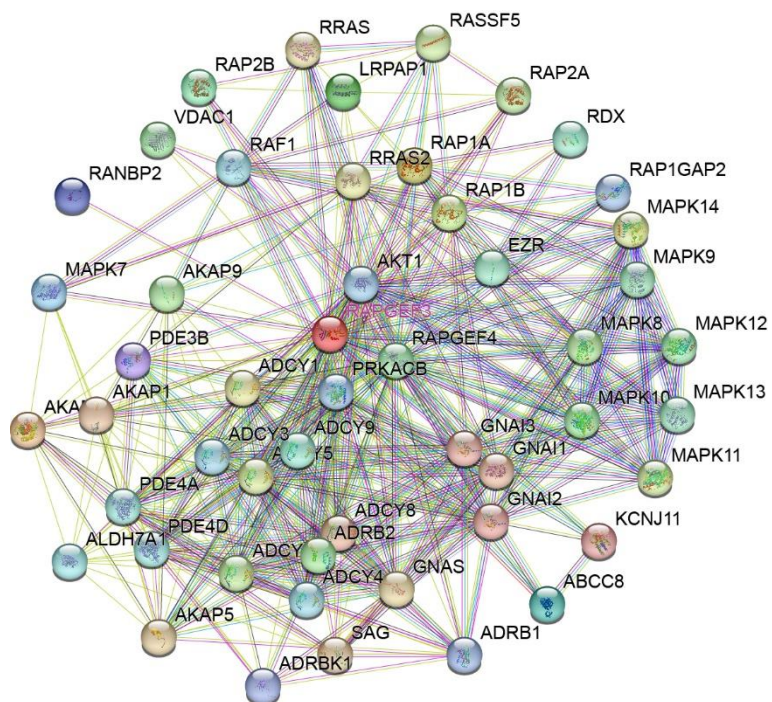 RRAS
RASSF5
RAP2B
LRPAP1
RAP2A
VDAC1
RDX
RAF1
RAP1A
RRAS2
RANBP2
RAP1GAP2
RAP1B
MAPK14
EZR
MAPK9
MAPK7
AKAP9
AKT1
RAPGEF3
MAPK8
MAPK12
PDE3B
RAPGEF4
ADCY1
PRKACB
AKAP1
MAPK10
MAPK13
ADCY3
ADCY9
GNAI3
GNAI1
MAPK11
PDE4A
GNAI2
ALDH7A1
PDE4D
ADCY8
ADRB2
KCNJ11
ADCY4
GNAS
ABCC8
AKAP5
SAG
ADRB1
ADRBK1